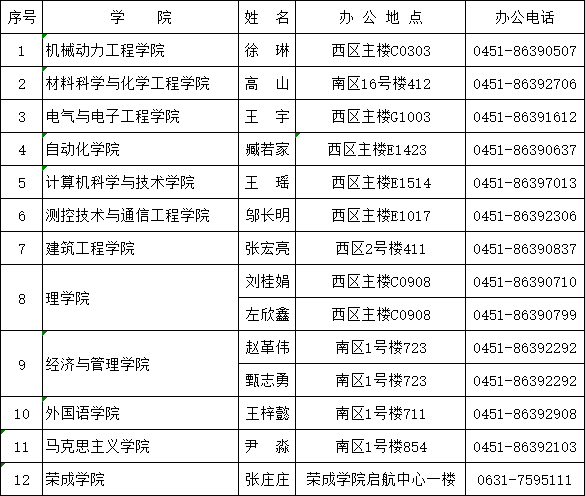 序号 学 院 姓 名 办 公 地 点 办公电话
1 机械动力工程学院 徐 琳 西区主楼C0303 0451-86390507
2 材料科学与化学工程学院 高 山 南区16号楼412 0451-86392706
3 电气与电子工程学院 王 宇 西区主楼G1003 0451-86391612
4 自动化学院 臧若家 西区主楼E1423 0451-86390637
5 计算机科学与技术学院 王 瑶 西区主楼E1514 0451-86397013
6 测控技术与通信工程学院 邬长明 西区主楼E1017 0451-86392306
7 建筑工程学院 张宏亮 西区2号楼411 0451-86390837
8 理学院 刘桂娟 西区主楼C0908 0451-86390710
左欣鑫 西区主楼C0908 0451-86390799
9 经济与管理学院 赵革伟 南区1号楼723 0451-86392292
甄志勇 南区1号楼723 0451-86392292
10 外国语学院 王梓懿 南区1号楼711 0451-86392908
11 马克思主义学院 尹 淼 南区1号楼854 0451-86392103
12 荣成学院 张庄庄 荣成学院启航中心一楼 0631-7595111